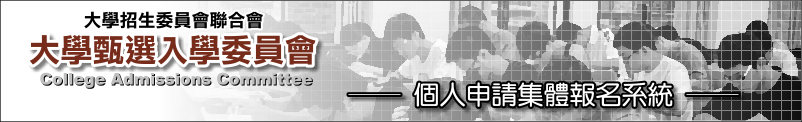 大學招生委員會聯合會
大學甄選入學委員會
College Admissions Committee
個人申請集體報名系統